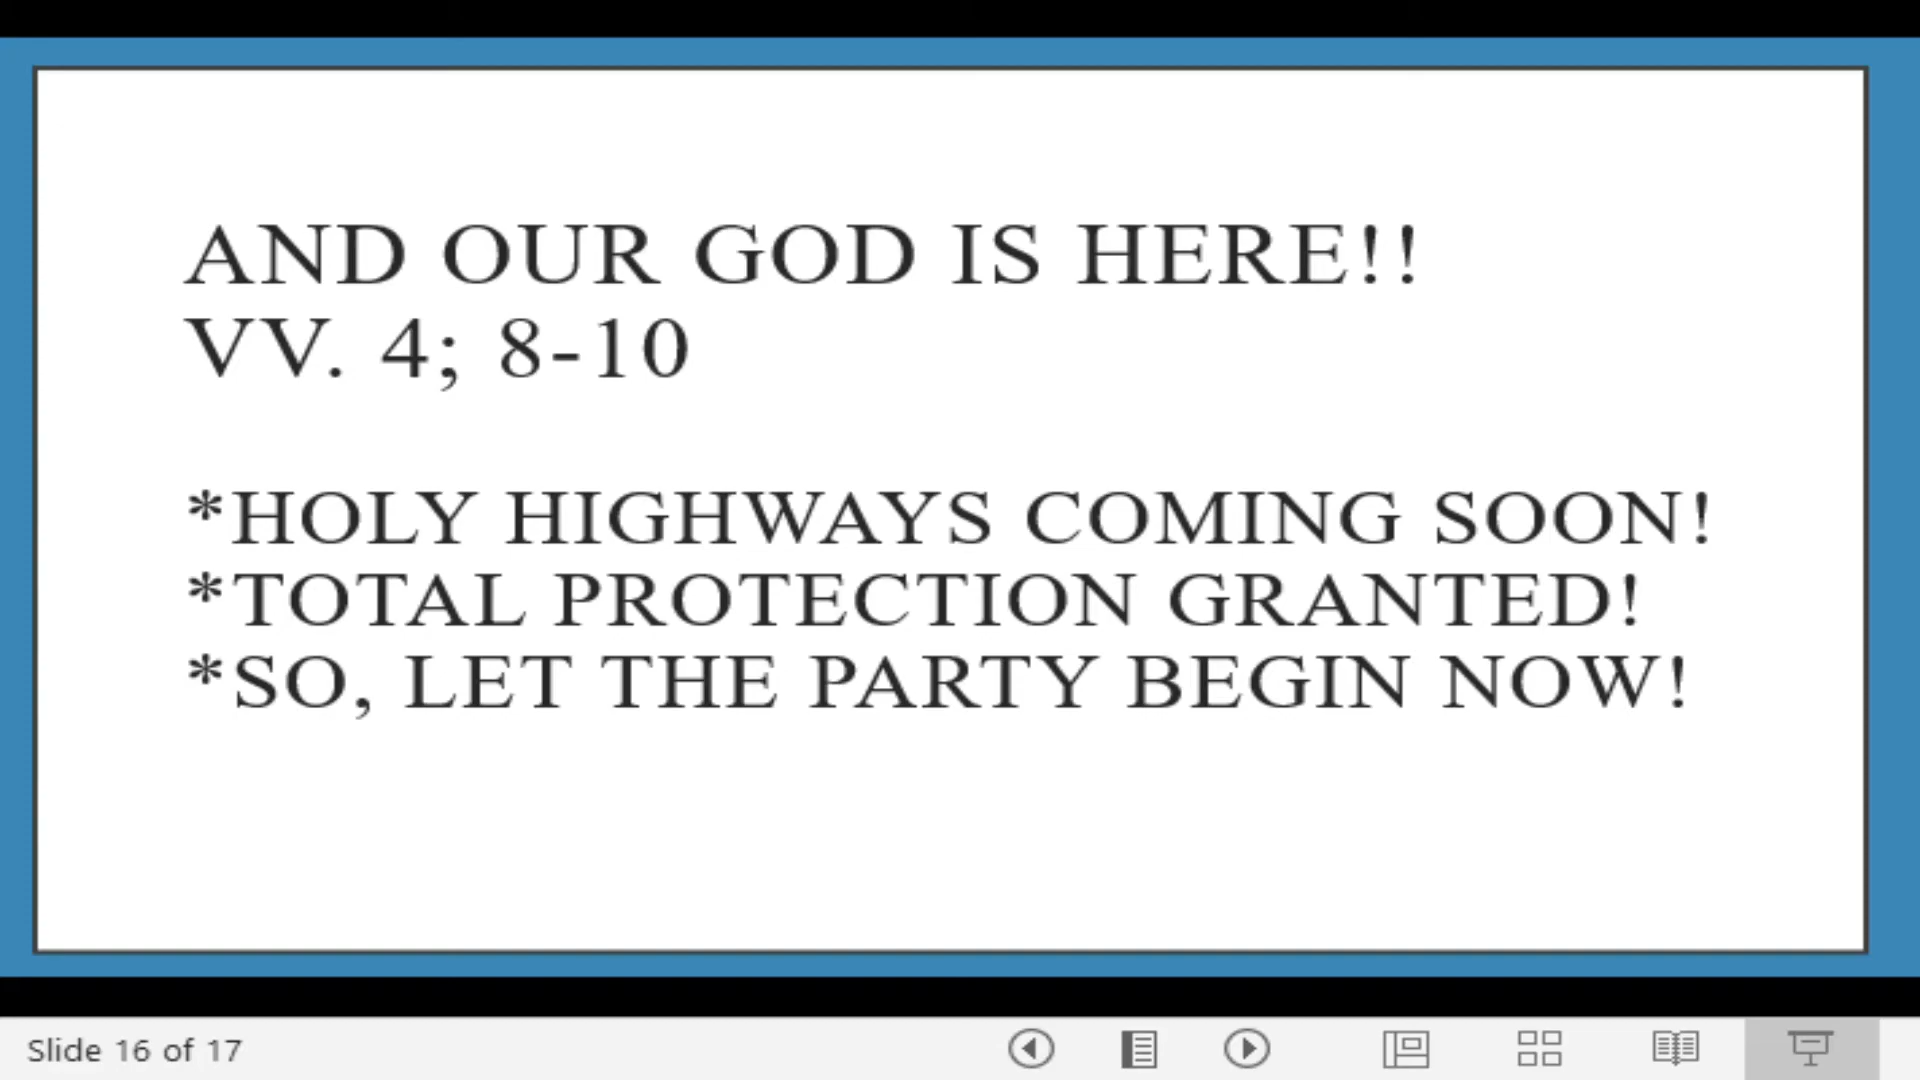 AND OUR GOD IS HERE!!
VV. 4; 8-10
*HOLY HIGHWAYS COMING SOON!
*TOTAL PROTECTION GRANTED!
*SO, LET THE PARTY BEGIN NOW!
Slide 16 of 17